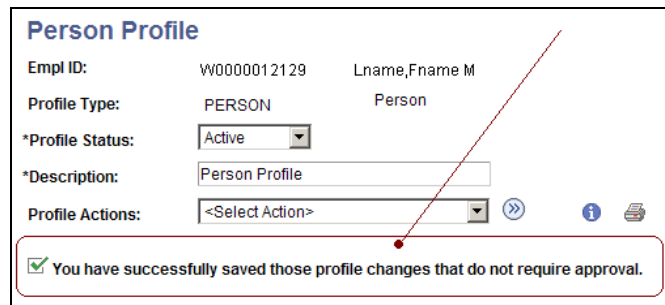 Person Profile
Empl ID: W0000012129 Lname,Fname M
Profile Type: PERSON Person
*Profile Status: Active
*Description: Person Profile
Profile Actions: <Select Action>
You have successfully saved those profile changes that do not require approval.